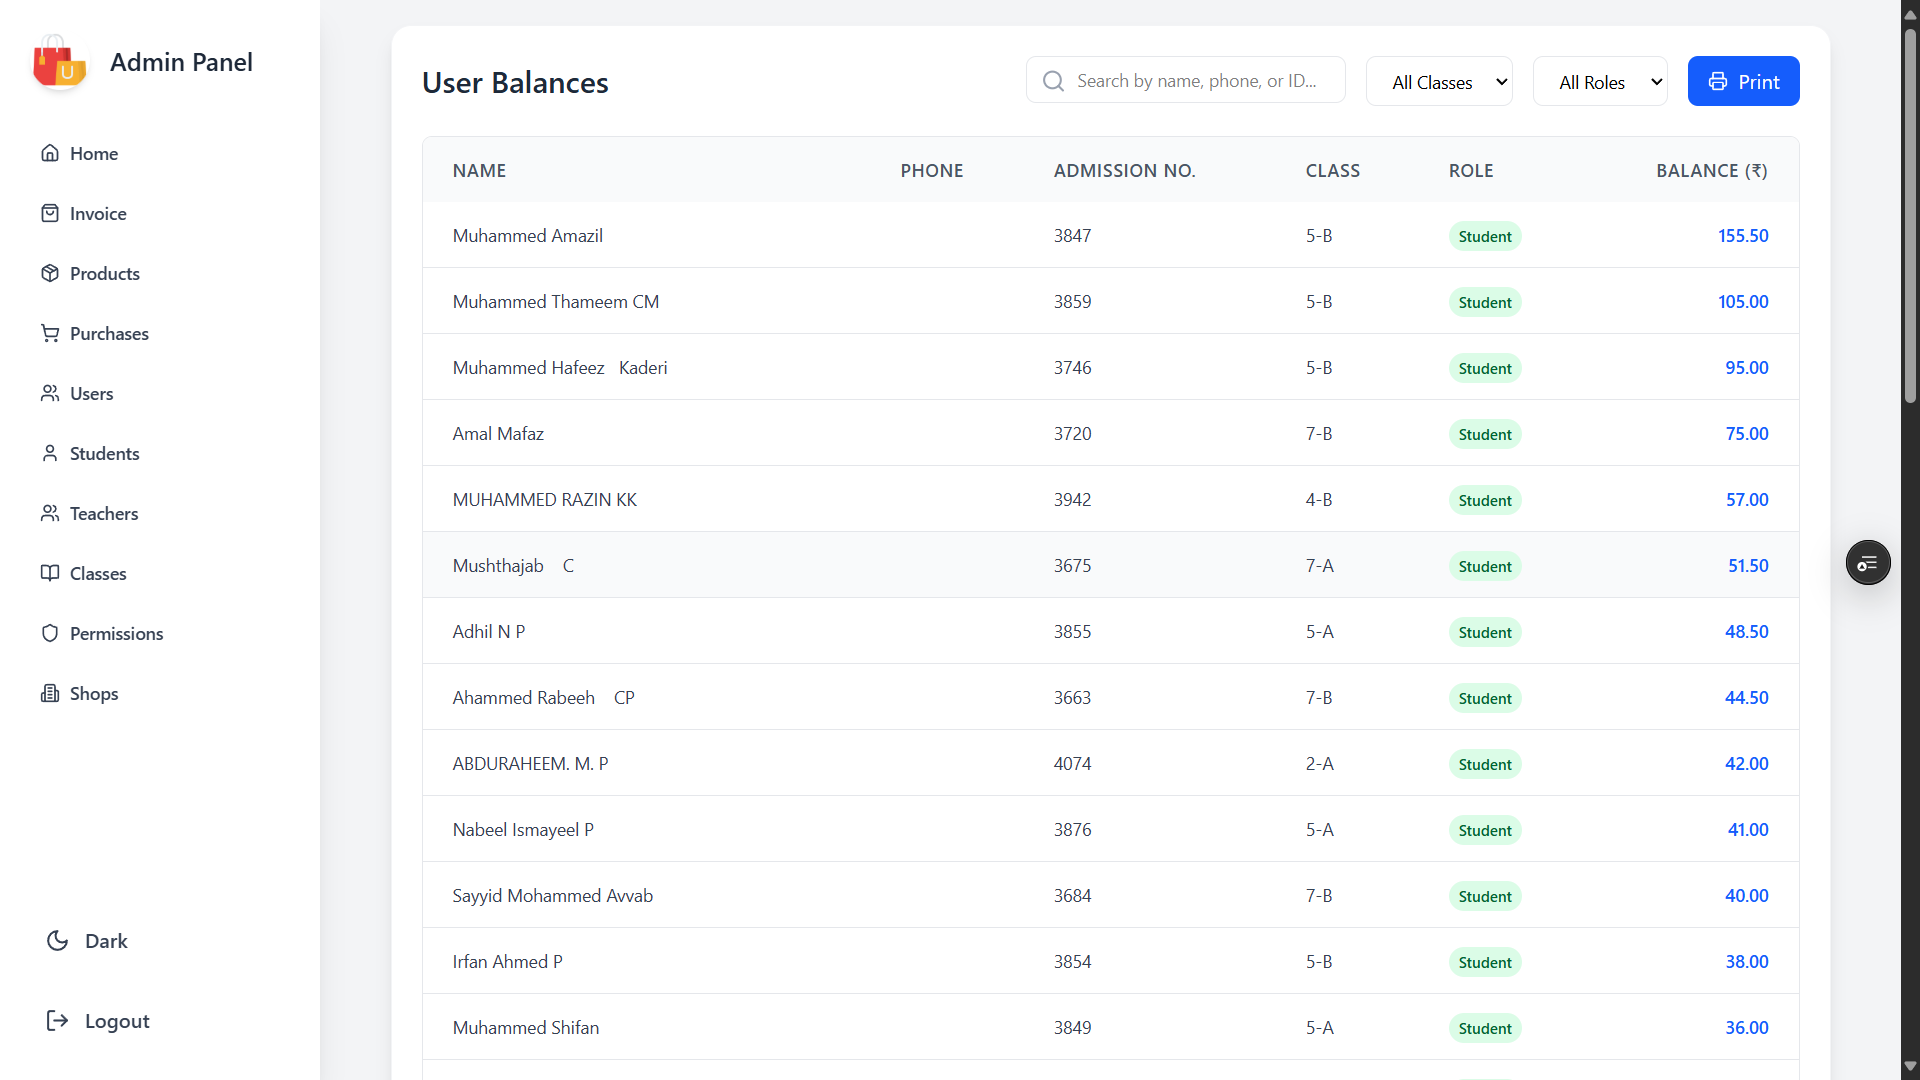 Admin Panel
Home
Invoice
Products
Purchases
Users
Students
Teachers
Classes
Permissions
Shops
Dark
Logout
User Balances
Search by name, phone, or ID...
All Classes
All Roles
Print
NAME PHONE ADMISSION NO. CLASS ROLE BALANCE (₹)
Muhammed Amazil 3847 5-B Student 155.50
Muhammed Thameem CM 3859 5-B Student 105.00
Muhammed Hafeez Kaderi 3746 5-B Student 95.00
Amal Mafaz 3720 7-B Student 75.00
MUHAMMED RAZIN KK 3942 4-B Student 57.00
Mushthajab C 3675 7-A Student 51.50
Adhil N P 3855 5-A Student 48.50
Ahammed Rabeeh CP 3663 7-B Student 44.50
ABDURAHEEM. M. P 4074 2-A Student 42.00
Nabeel Ismayeel P 3876 5-A Student 41.00
Sayyid Mohammed Avvab 3684 7-B Student 40.00
Irfan Ahmed P 3854 5-B Student 38.00
Muhammed Shifan 3849 5-A Student 36.00